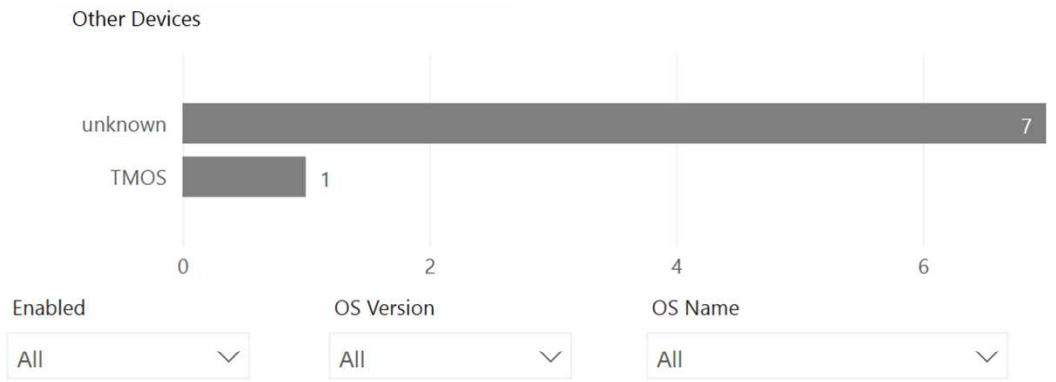 Other Devices
unknown 7
TMOS 1
0 2 4 6
Enabled OS Version OS Name
All All All